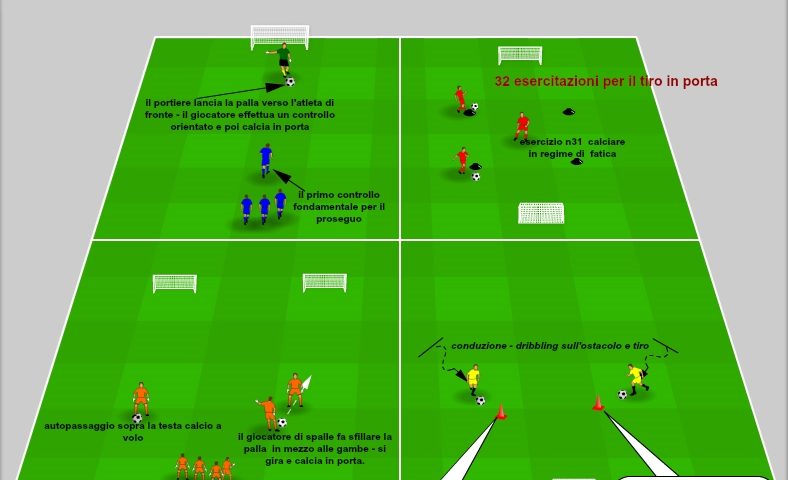 32 esercitazioni per il tiro in porta
il portiere lancia la palla verso l'atleta di
fronte - il giocatore effettua un controllo
orientato e poi calcia in porta
esercizio n31 calciare
in regime di fatica
il primo controllo
fondamentale per il
proseguo
conduzione - dribbling sull'ostacolo e tiro
autopassaggio sopra la testa calcio a
volo
il giocatore di spalle fa sfillare la
palla in mezzo alle gambe - si
gira e calcia in porta.